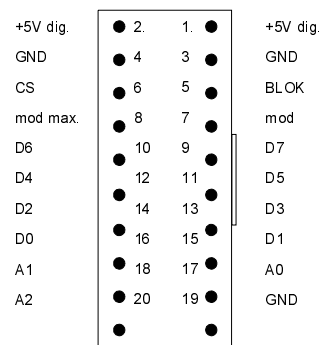 +5V dig. 2. 1. +5V dig.
GND 4 3 GND
CS 6 5 BLOK
mod max. 8 7 mod
D6 10 9 D7
D4 12 11 D5
D2 14 13 D3
D0 16 15 D1
A1 18 17 A0
A2 20 19 GND